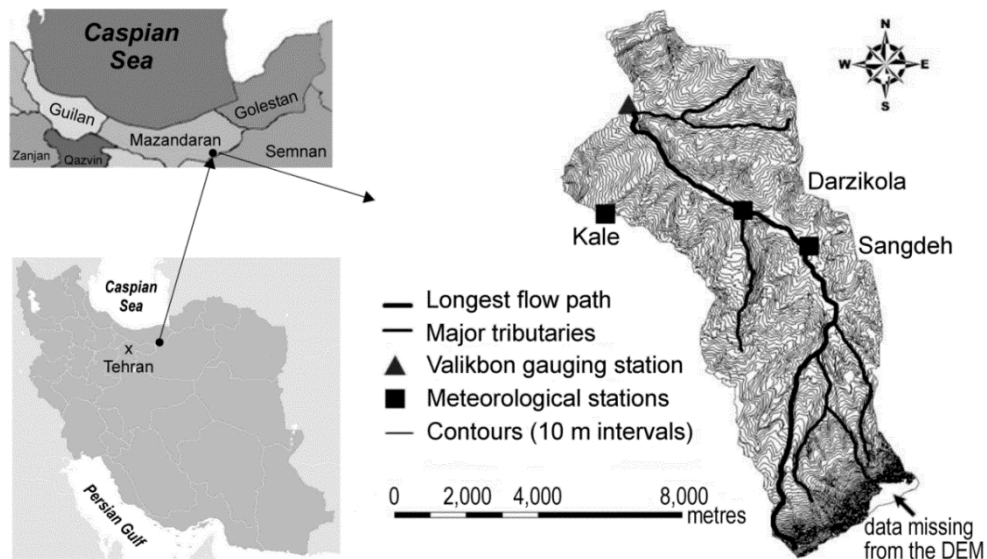 Caspian
Sea
Guilan
Golestan
Mazandaran
Zanjan
Qazvin
Semnan
Caspian
Sea
x
Tehran
Persian Gulf
N
W
E
S
Darzikola
Kale
Sangdeh
Longest flow path
Major tributaries
Valikbon gauging station
Meteorological stations
Contours (10 m intervals)
0 2,000 4,000 8,000
metres
data missing
from the DEM